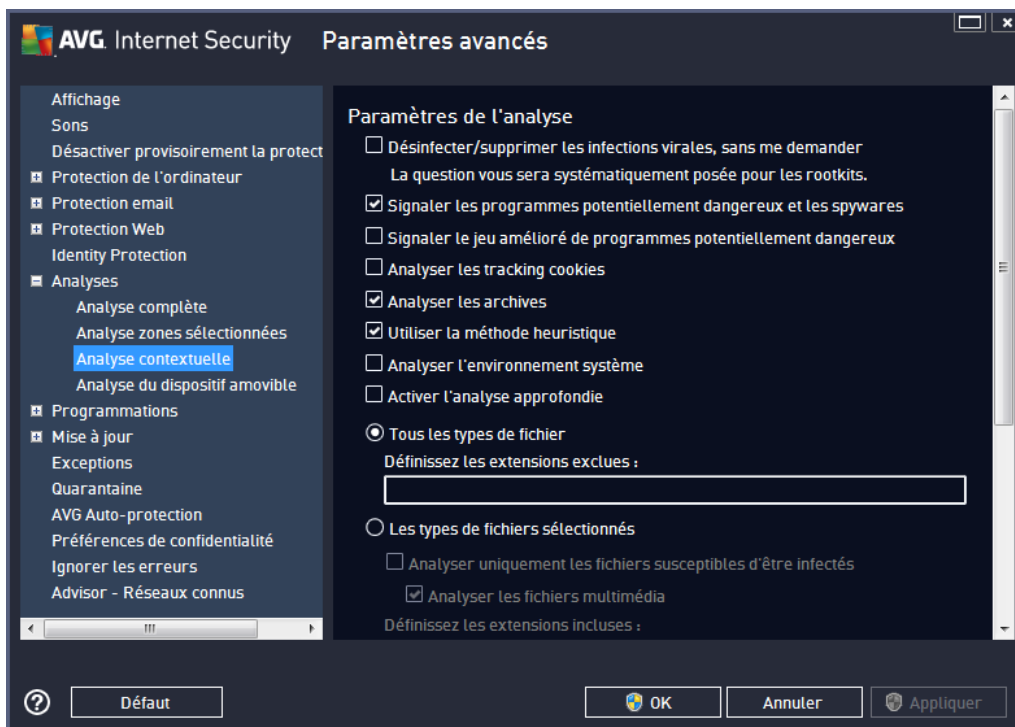 AVG. Internet Security Paramètres avancés
Affichage
Sons
Désactiver provisoirement la protect
Protection de l'ordinateur
Protection email
Protection Web
Identity Protection
Analyses
Analyse complète
Analyse zones sélectionnées
Analyse contextuelle
Analyse du dispositif amovible
Programmations
Mise à jour
Exceptions
Quarantaine
AVG Auto-protection
Préférences de confidentialité
Ignorer les erreurs
Advisor - Réseaux connus
Paramètres de l'analyse
Désinfecter/supprimer les infections virales, sans me demander
La question vous sera systématiquement posée pour les rootkits.
Signaler les programmes potentiellement dangereux et les spywares
Signaler le jeu amélioré de programmes potentiellement dangereux
Analyser les tracking cookies
Analyser les archives
Utiliser la méthode heuristique
Analyser l'environnement système
Activer l'analyse approfondie
Tous les types de fichier
Définissez les extensions exclues :
Les types de fichiers sélectionnés
Analyser uniquement les fichiers susceptibles d'être infectés
Analyser les fichiers multimédia
Définissez les extensions incluses :
? Défaut OK Annuler Appliquer